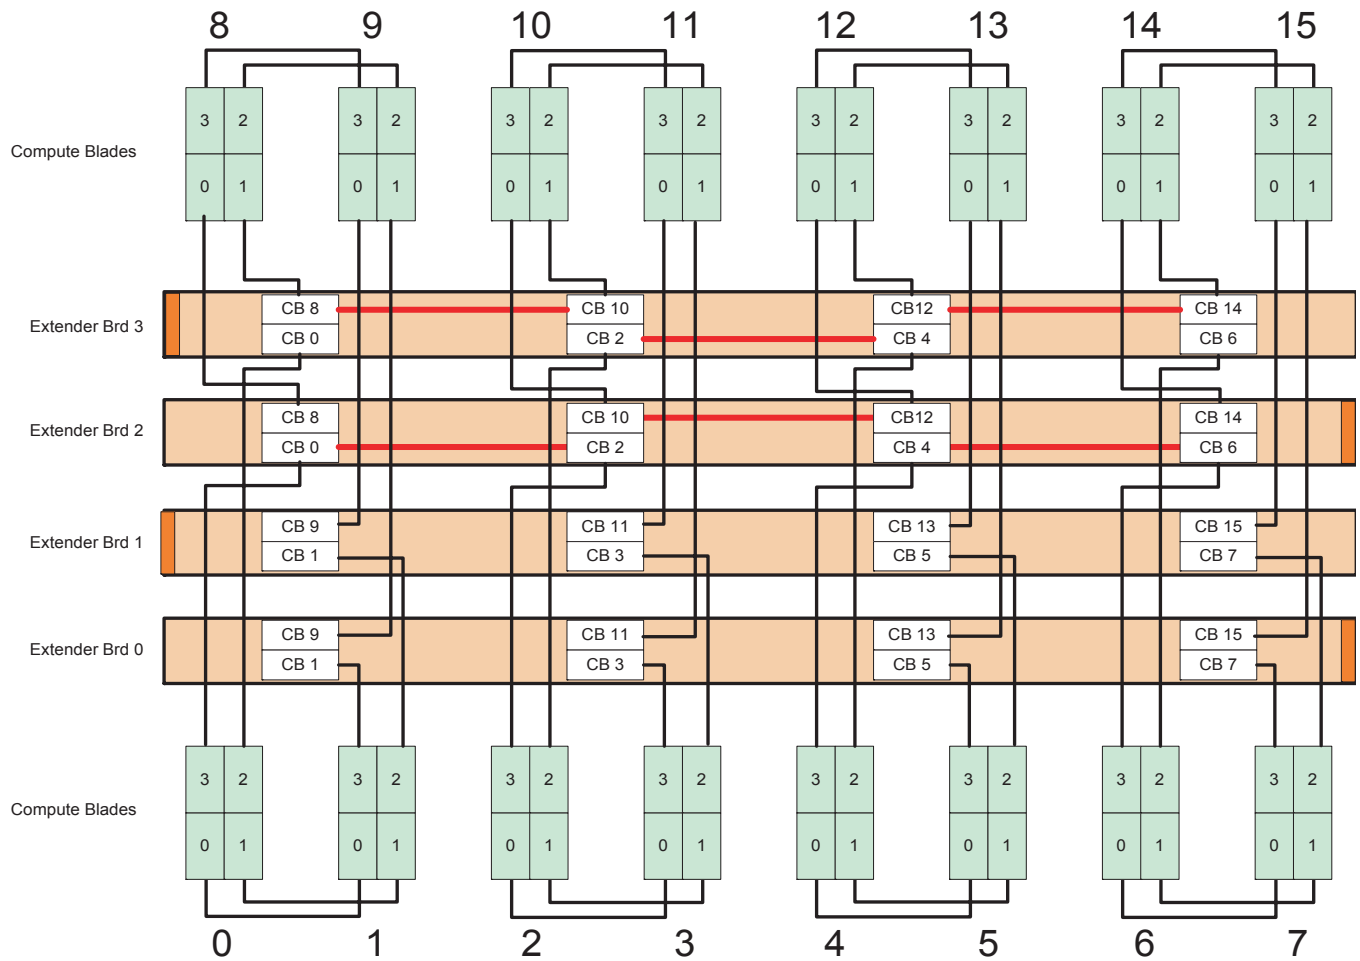 8 9 10 11 12 13 14 15
3 2 3 2 3 2 3 2 3 2 3 2 3 2 3 2
Compute Blades
0 1 0 1 0 1 0 1 0 1 0 1 0 1 0 1
CB 8 CB 10 CB12 CB 14
Extender Brd 3
CB 0 CB 2 CB 4 CB 6
CB 8 CB 10 CB12 CB 14
Extender Brd 2
CB 0 CB 2 CB 4 CB 6
CB 9 CB 11 CB 13 CB 15
Extender Brd 1
CB 1 CB 3 CB 5 CB 7
CB 9 CB 11 CB 13 CB 15
Extender Brd 0
CB 1 CB 3 CB 5 CB 7
3 2 3 2 3 2 3 2 3 2 3 2 3 2 3 2
Compute Blades
0 1 0 1 0 1 0 1 0 1 0 1 0 1 0 1
0 1 2 3 4 5 6 7